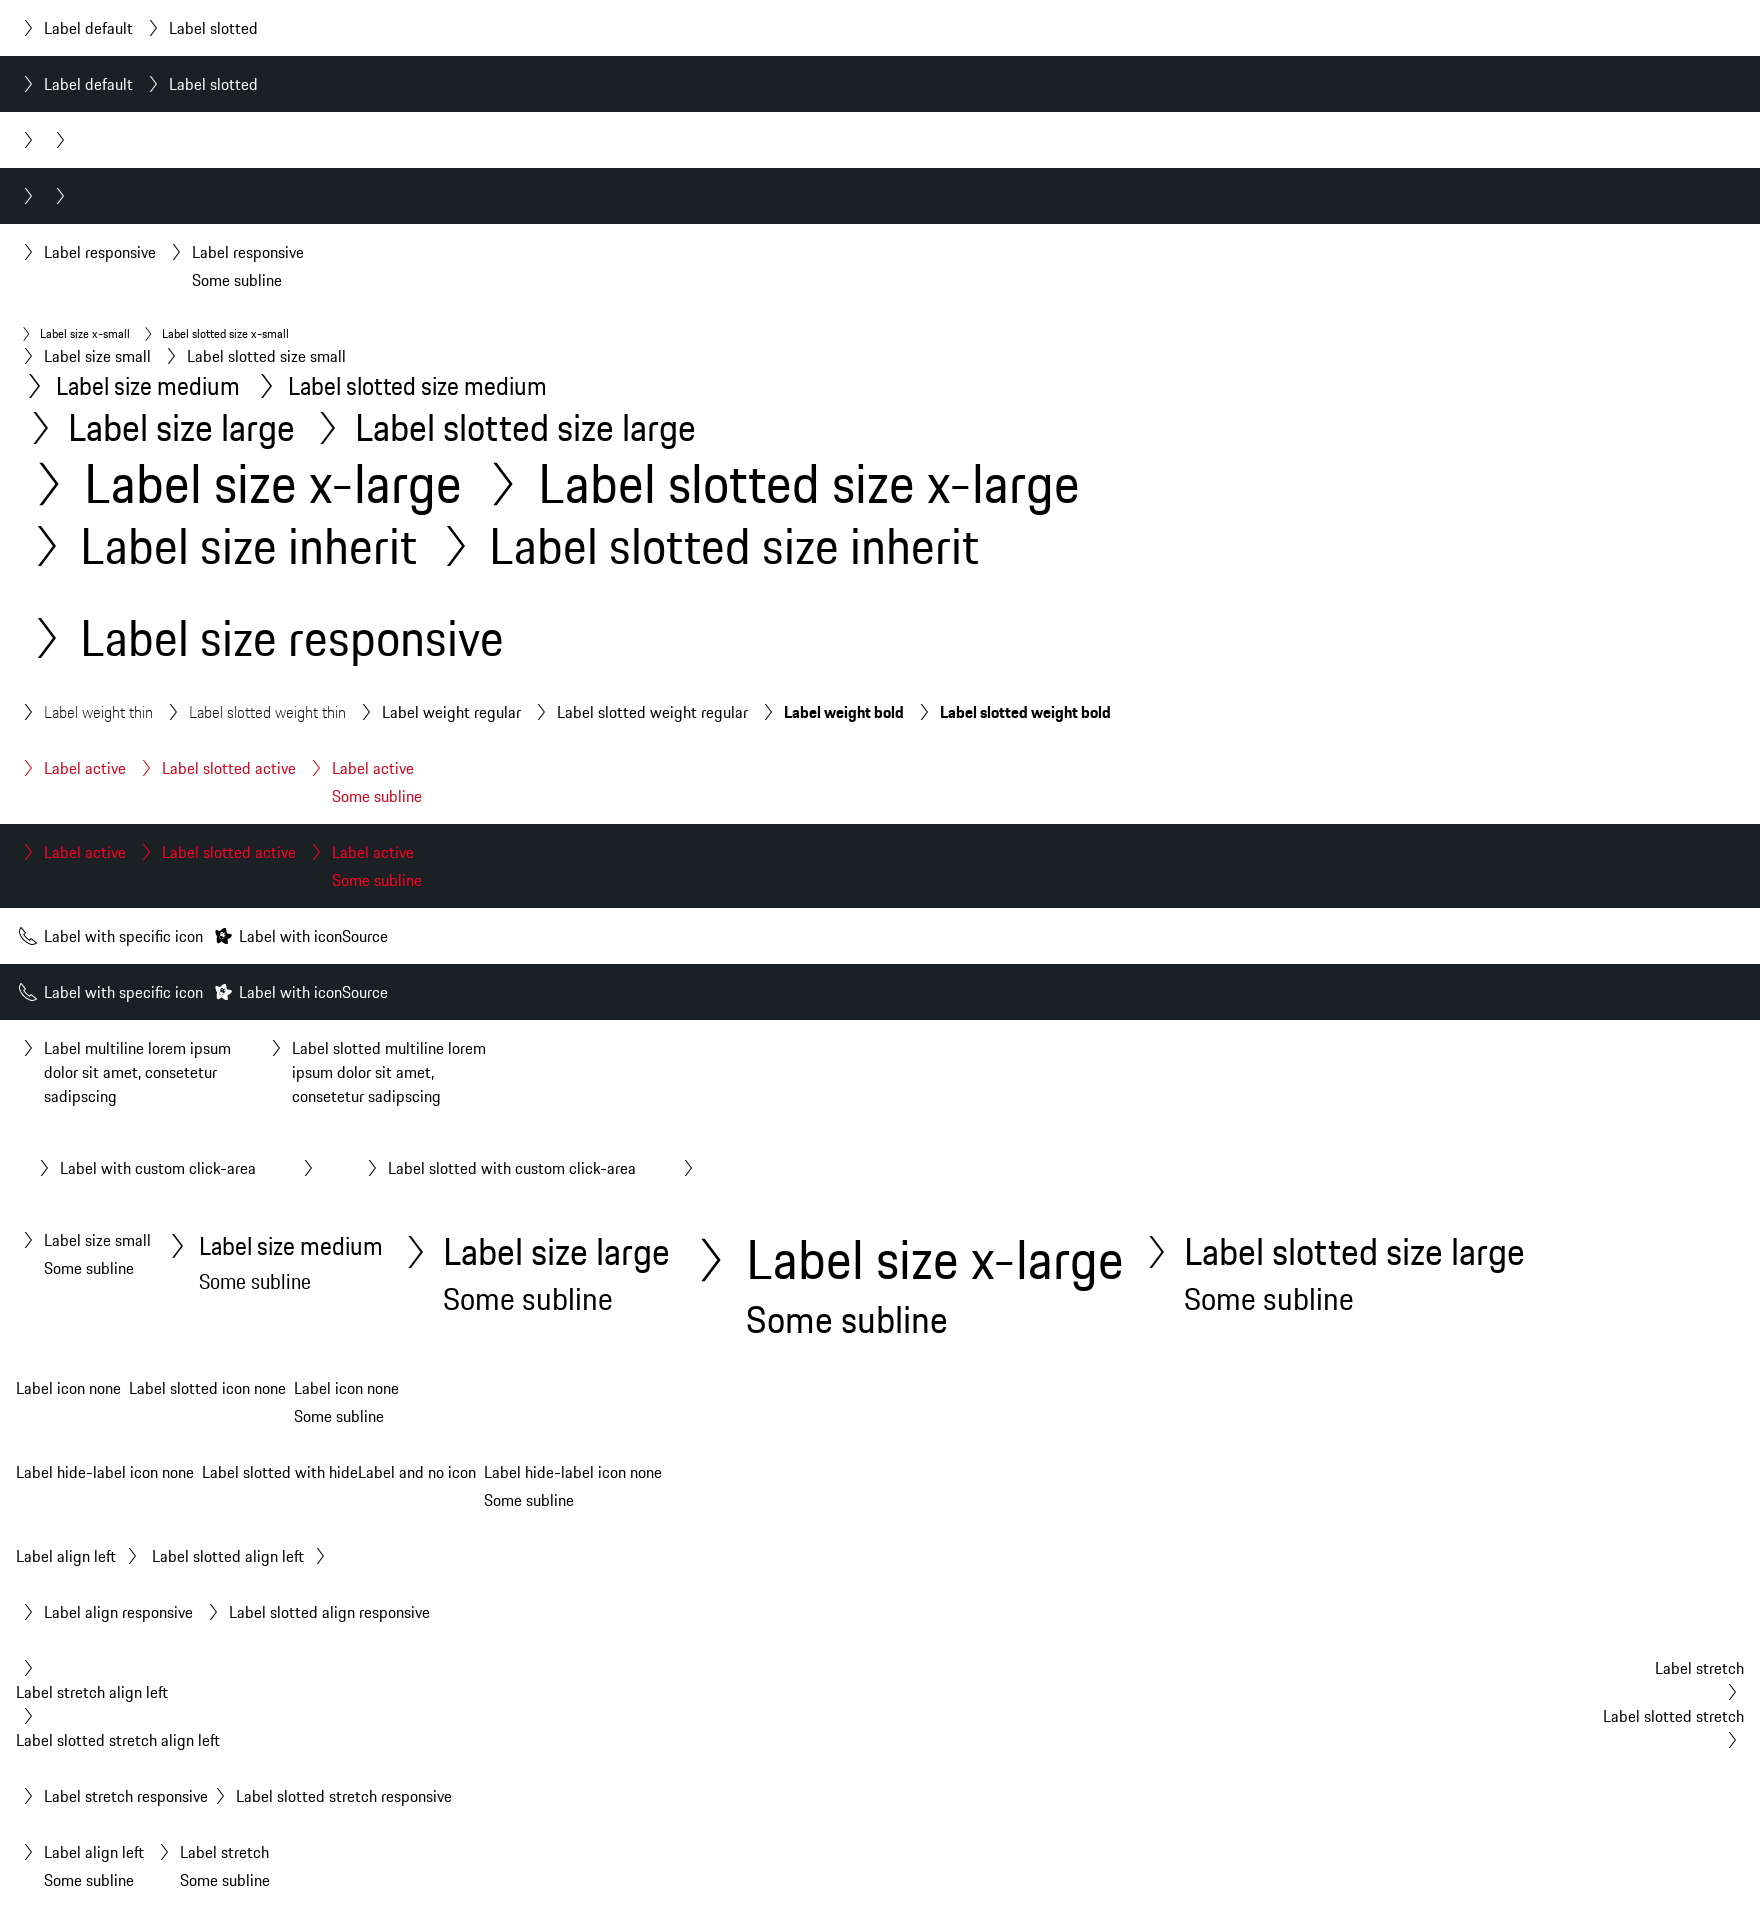 Label default Label slotted
Label default Label slotted
Label responsive Label responsive
Some subline
Label size x-small Label slotted size x-small
Label size small Label slotted size small
Label size medium Label slotted size medium
Label size large Label slotted size large
Label size x-large Label slotted size x-large
Label size inherit Label slotted size inherit
Label size responsive
Label weight thin Label slotted weight thin Label weight regular Label slotted weight regular Label weight bold Label slotted weight bold
Label active Label slotted active Label active
Some subline
Label active Label slotted active Label active
Some subline
Label with specific icon Label with iconSource
Label with specific icon Label with iconSource
Label multiline lorem ipsum
dolor sit amet, consetetur
sadipscing
Label slotted multiline lorem
ipsum dolor sit amet,
consetetur sadipscing
Label with custom click-area Label slotted with custom click-area
Label size small
Some subline
Label size medium
Some subline
Label size large
Some subline
Label size x-large
Some subline
Label slotted size large
Some subline
Label icon none Label slotted icon none Label icon none
Some subline
Label hide-label icon none Label slotted with hideLabel and no icon Label hide-label icon none
Some subline
Label align left Label slotted align left
Label align responsive Label slotted align responsive
Label stretch
Label stretch align left
Label slotted stretch
Label slotted stretch align left
Label stretch responsive Label slotted stretch responsive
Label align left
Some subline
Label stretch
Some subline